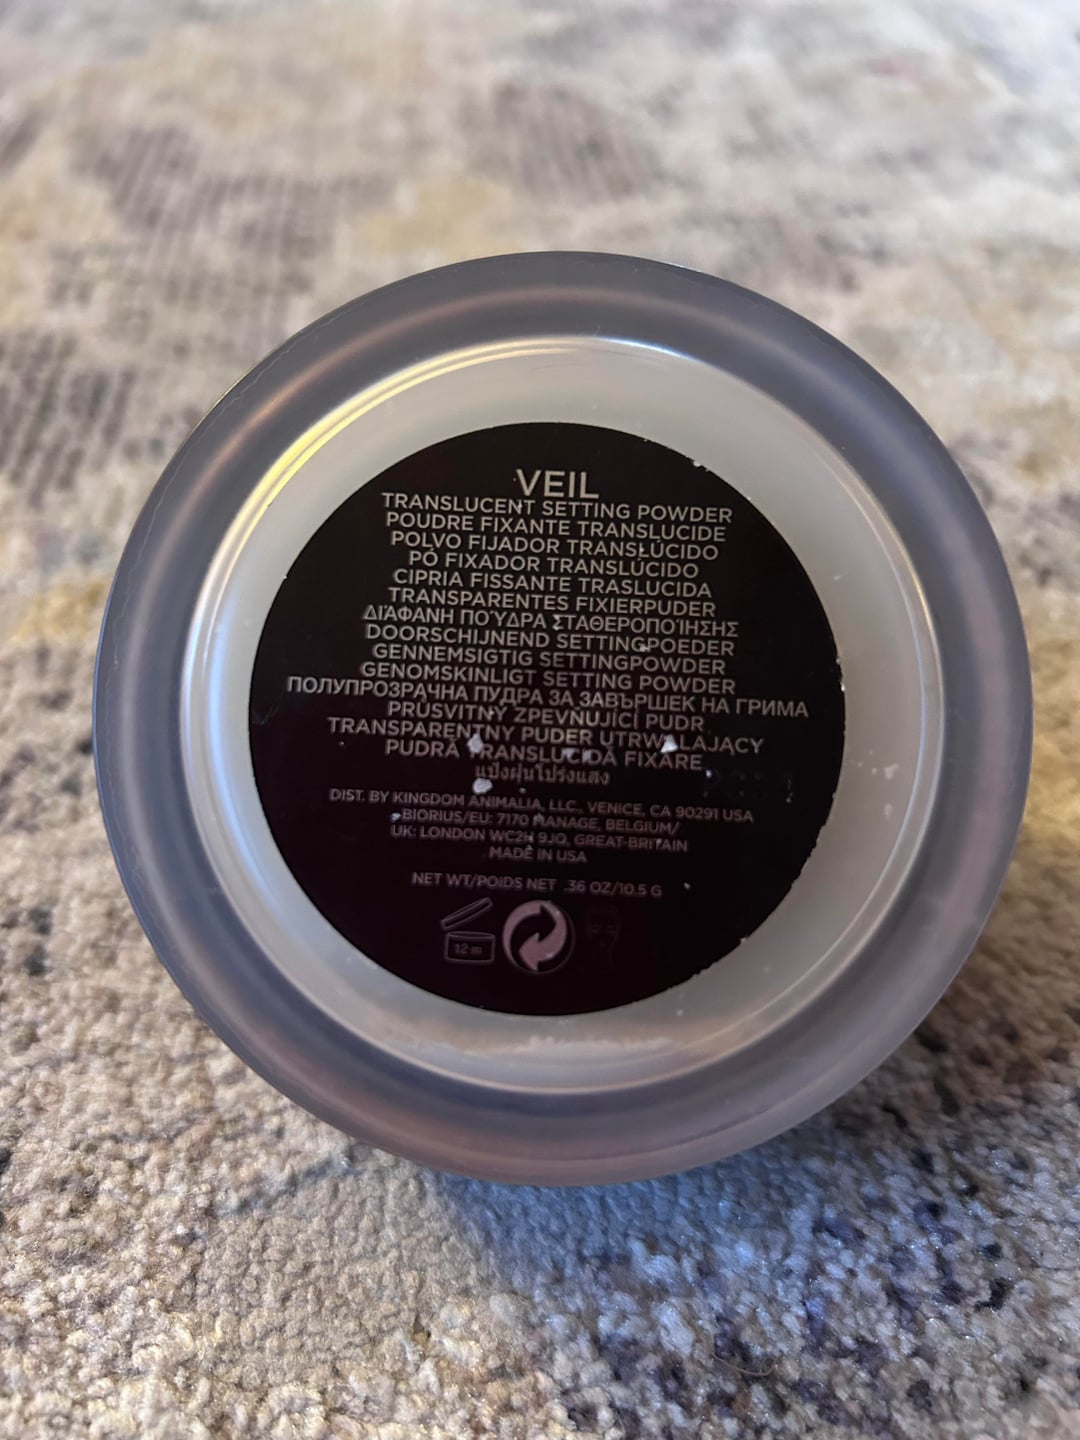 VEIL
TRANSLUCENT SETTING POWDER
POUDRE FIXANTE TRANSLUCIDE
POLVO FIJADOR TRANSLÚCIDO
PÓ FIXADOR TRANSLÚCIDO
CIPRIA FISSANTE TRASLUCIDA
TRANSPARENTES FIXIERPUDER
ΔΙΆΦΑΝΗ ΠΟΎΔΡΑ ΣΤΑΘΕΡΟΠΟΊΗΣΗΣ
DOORSCHIJNEND SETTINGPOEDER
GENNEMSIGTIG SETTINGPOWDER
GENOMSKINLIGT SETTING POWDER
ПОЛУПРОЗРАЧНА ПУДРА ЗА ЗАВЪРШЕК НА ГРИМА
PRŮSVITNÝ ZPEVŇUJÍCÍ PUDR
TRANSPARENTNY PUDER UTRWALAJĄCY
PUDRĂ TRANSLUCIDĂ FIXARE
แป้งฝุ่นโปร่งแสง
DIST. BY KINGDOM ANIMALIA, LLC., VENICE, CA 90291 USA
BIORIUS/EU: 7170 MANAGE, BELGIUM/
UK: LONDON WC2H 9JQ, GREAT-BRITAIN
MADE IN USA
NET WT/POIDS NET .36 OZ/10.5 G
12 m